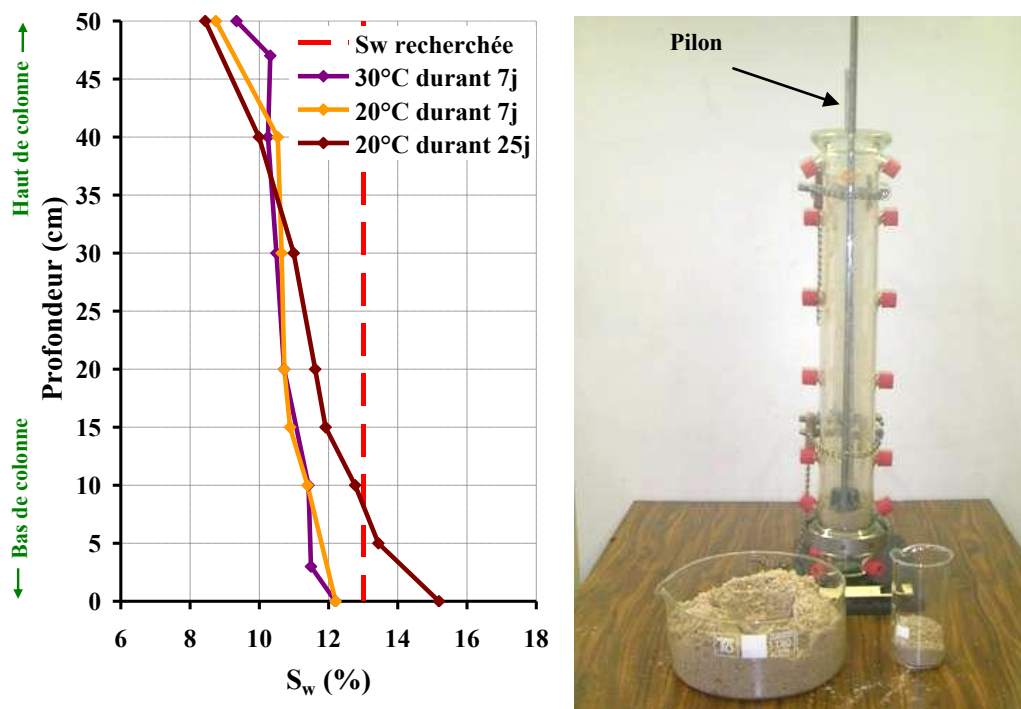 50
45
40
35
30
25
20
15
10
5
0
6
8
10
12
14
16
18
Profondeur (cm)
S_w (%)
← Bas de colonne
Haut de colonne →
Sw recherchée
30°C durant 7j
20°C durant 7j
20°C durant 25j
Pilon